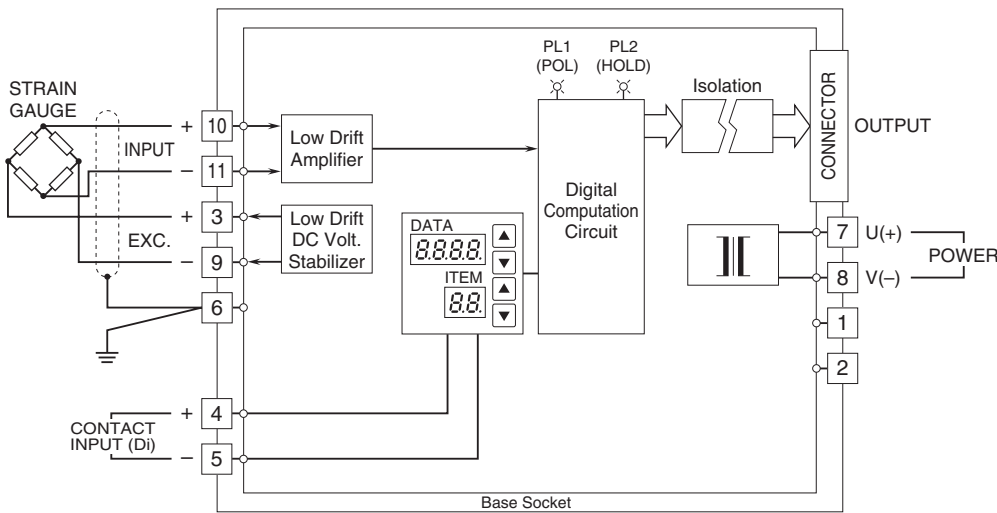 PL1
(POL)
PL2
(HOLD)
STRAIN
GAUGE
Isolation
+
10
INPUT
−
11
Low Drift
Amplifier
CONNECTOR
OUTPUT
+
3
EXC.
−
9
Low Drift
DC Volt.
Stabilizer
Digital
Computation
Circuit
DATA
8.8.8.8.
ITEM
8.8.
7
U(+)
POWER
8
V(–)
6
1
2
+
4
CONTACT
INPUT (Di)
−
5
Base Socket